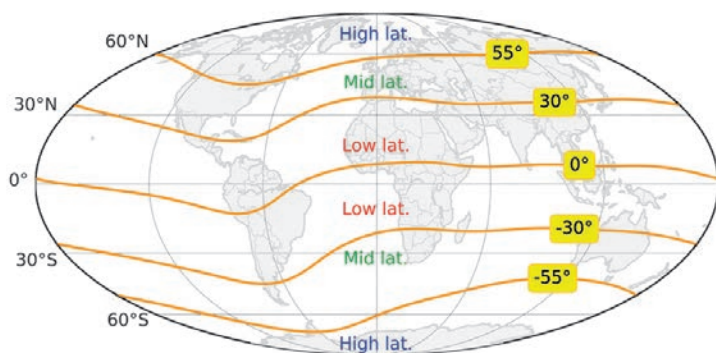 High lat.
60°N
55°
Mid lat.
30°N
30°
Low lat.
0°
0°
Low lat.
-30°
30°S
Mid lat.
-55°
60°S
High lat.